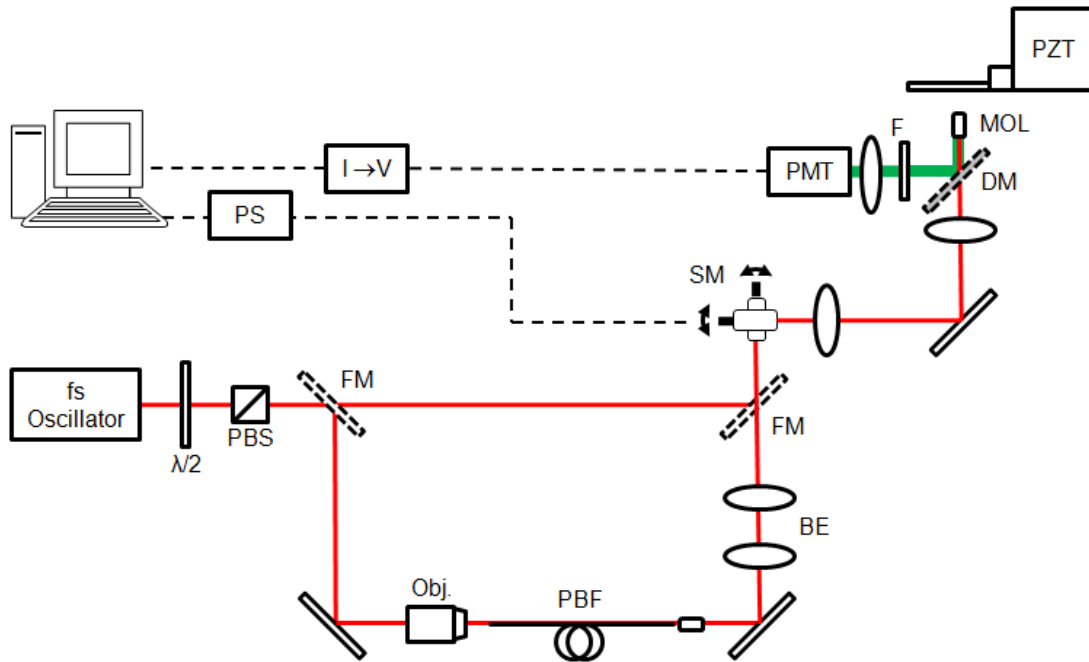 PZT
F
MOL
I→V
PMT
DM
PS
SM
fs
Oscillator
FM
PBS
FM
λ/2
BE
Obj.
PBF